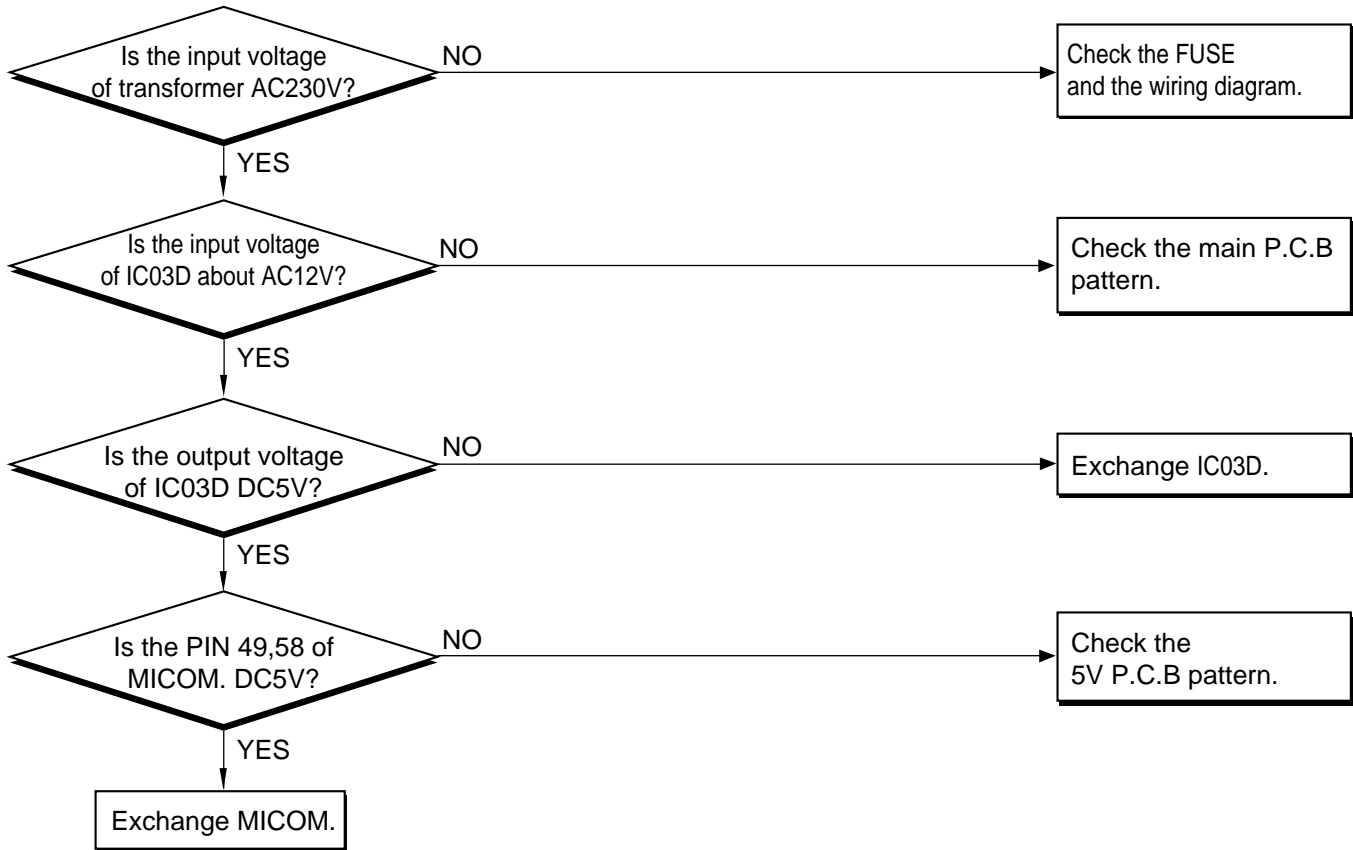 Is the input voltage
of transformer AC230V?
NO
Check the FUSE
and the wiring diagram.
YES
Is the input voltage
of IC03D about AC12V?
NO
Check the main P.C.B
pattern.
YES
Is the output voltage
of IC03D DC5V?
NO
Exchange IC03D.
YES
Is the PIN 49,58 of
MICOM. DC5V?
NO
Check the
5V P.C.B pattern.
YES
Exchange MICOM.